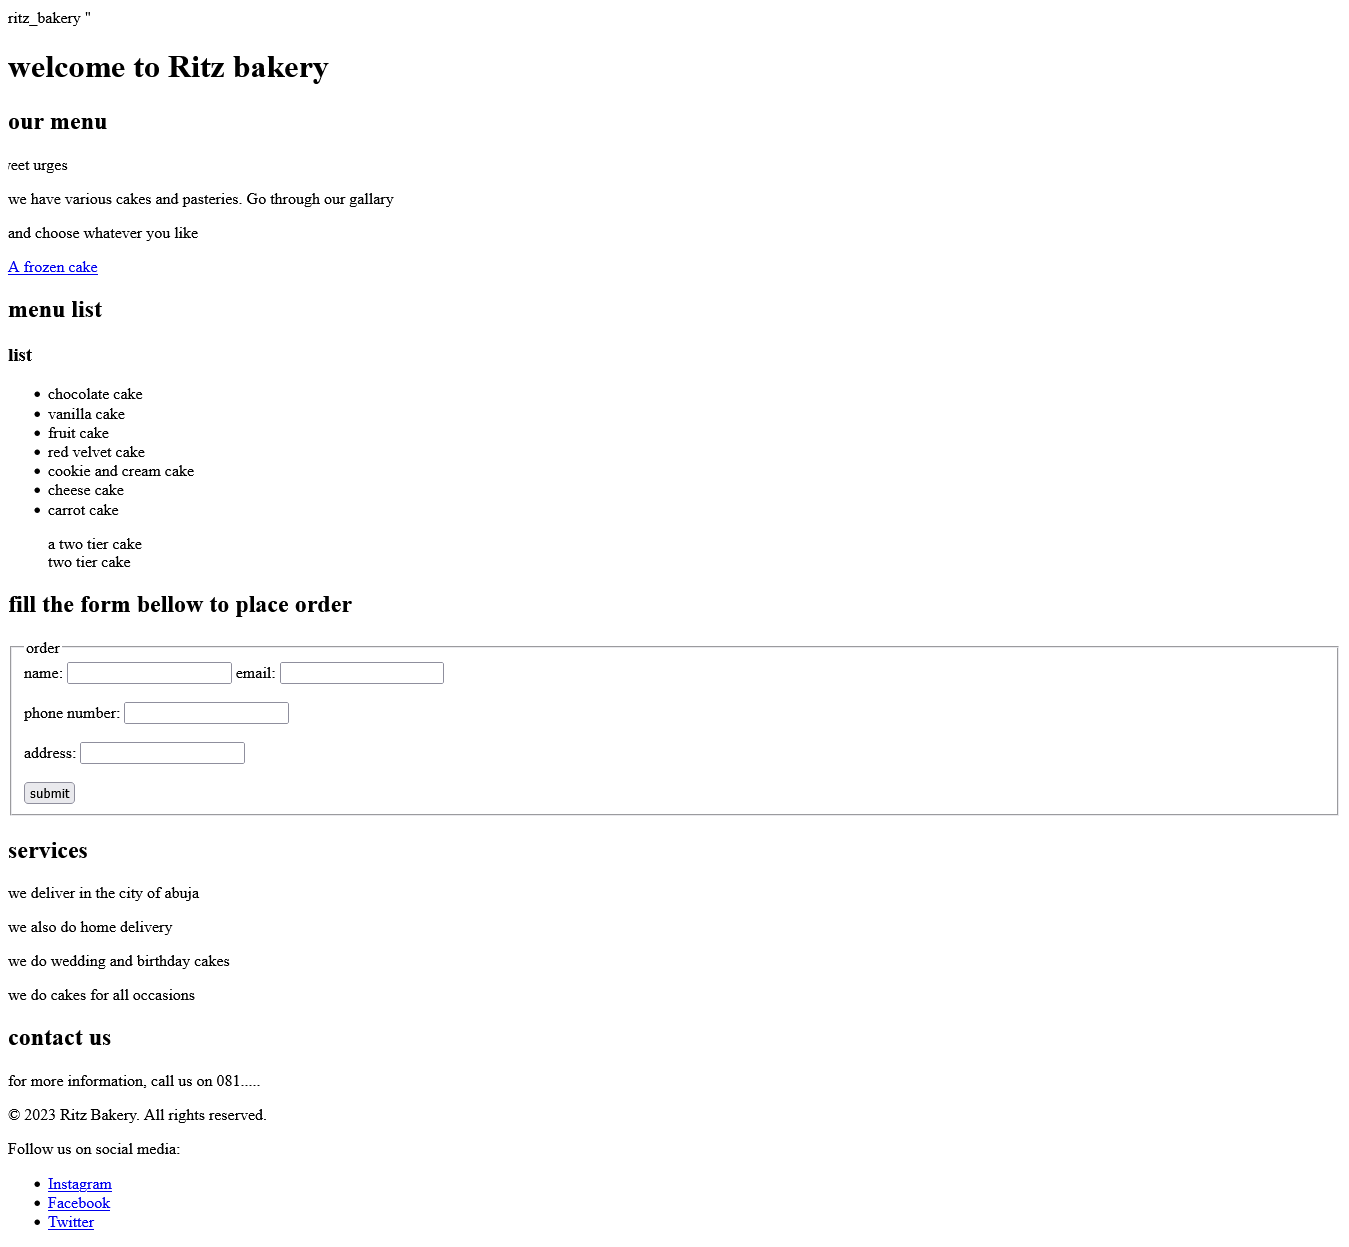 ritz_bakery "
welcome to Ritz bakery
our menu
urges
we have various cakes and pasteries. Go through our gallary
and choose whatever you like
A frozen cake
menu list
list
chocolate cake
vanilla cake
fruit cake
red velvet cake
cookie and cream cake
cheese cake
carrot cake
a two tier cake
two tier cake
fill the form bellow to place order
order
name: email:
phone number:
address:
submit
services
we deliver in the city of abuja
we also do home delivery
we do wedding and birthday cakes
we do cakes for all occasions
contact us
for more information, call us on 081.....
© 2023 Ritz Bakery. All rights reserved.
Follow us on social media:
Instagram
Facebook
Twitter